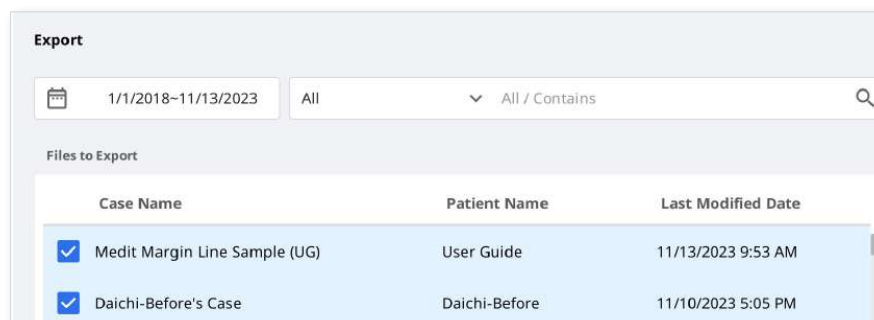 Export
1/1/2018~11/13/2023 All All / Contains
Files to Export
Case Name Patient Name Last Modified Date
Medit Margin Line Sample (UG) User Guide 11/13/2023 9:53 AM
Daichi-Before's Case Daichi-Before 11/10/2023 5:05 PM